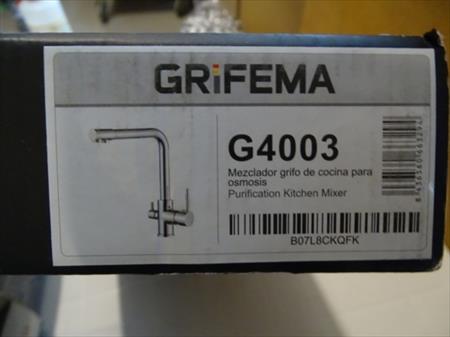 GRiFEMA
G4003
Mezclador grifo de cocina para
osmosis
Purification Kitchen Mixer
B07L8CKQFK